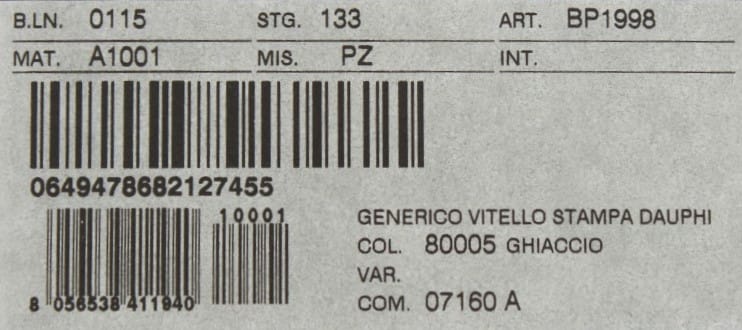 B.LN. 0115 STG. 133 ART. BP1998
MAT. A1001 MIS. PZ INT.
0649478682127455
10001
8 056538 411940
GENERICO VITELLO STAMPA DAUPHI
COL. 80005 GHIACCIO
VAR.
COM. 07160 A